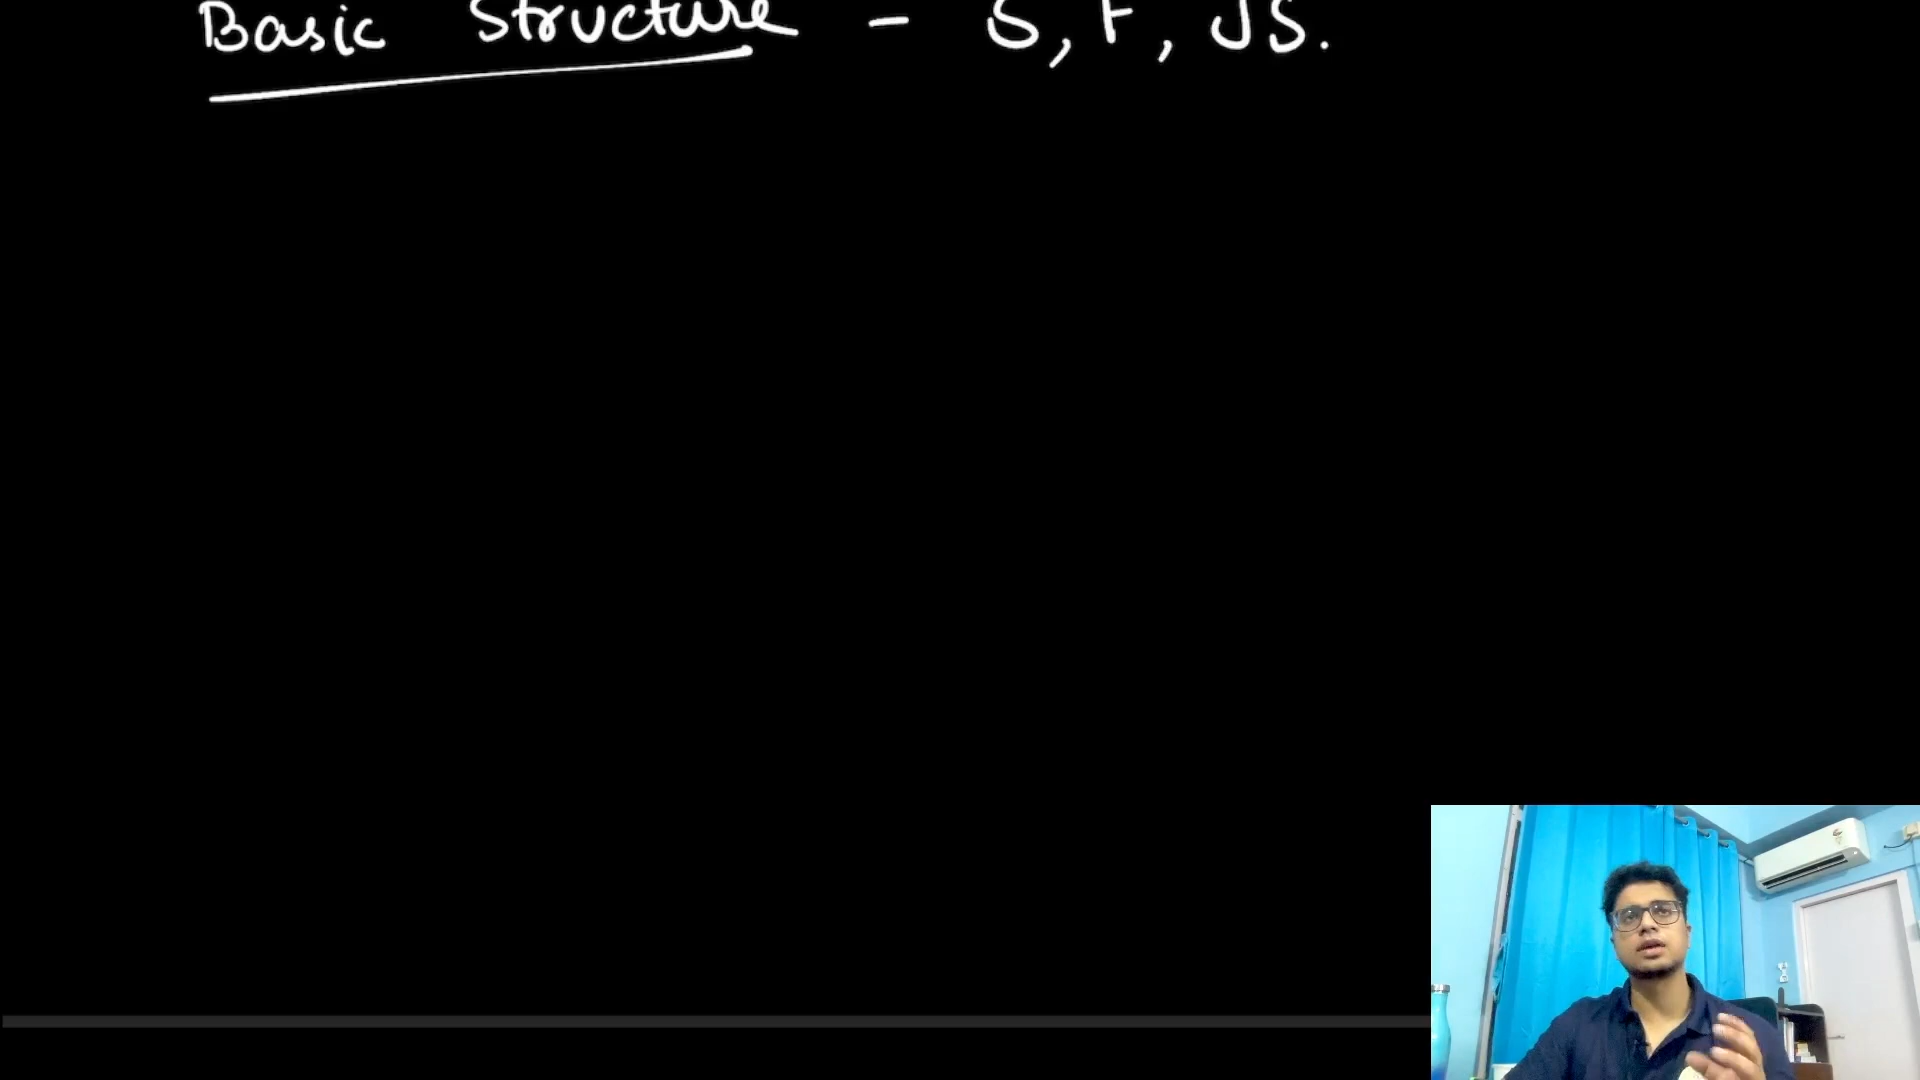 Basic Structure - S, F, JS.